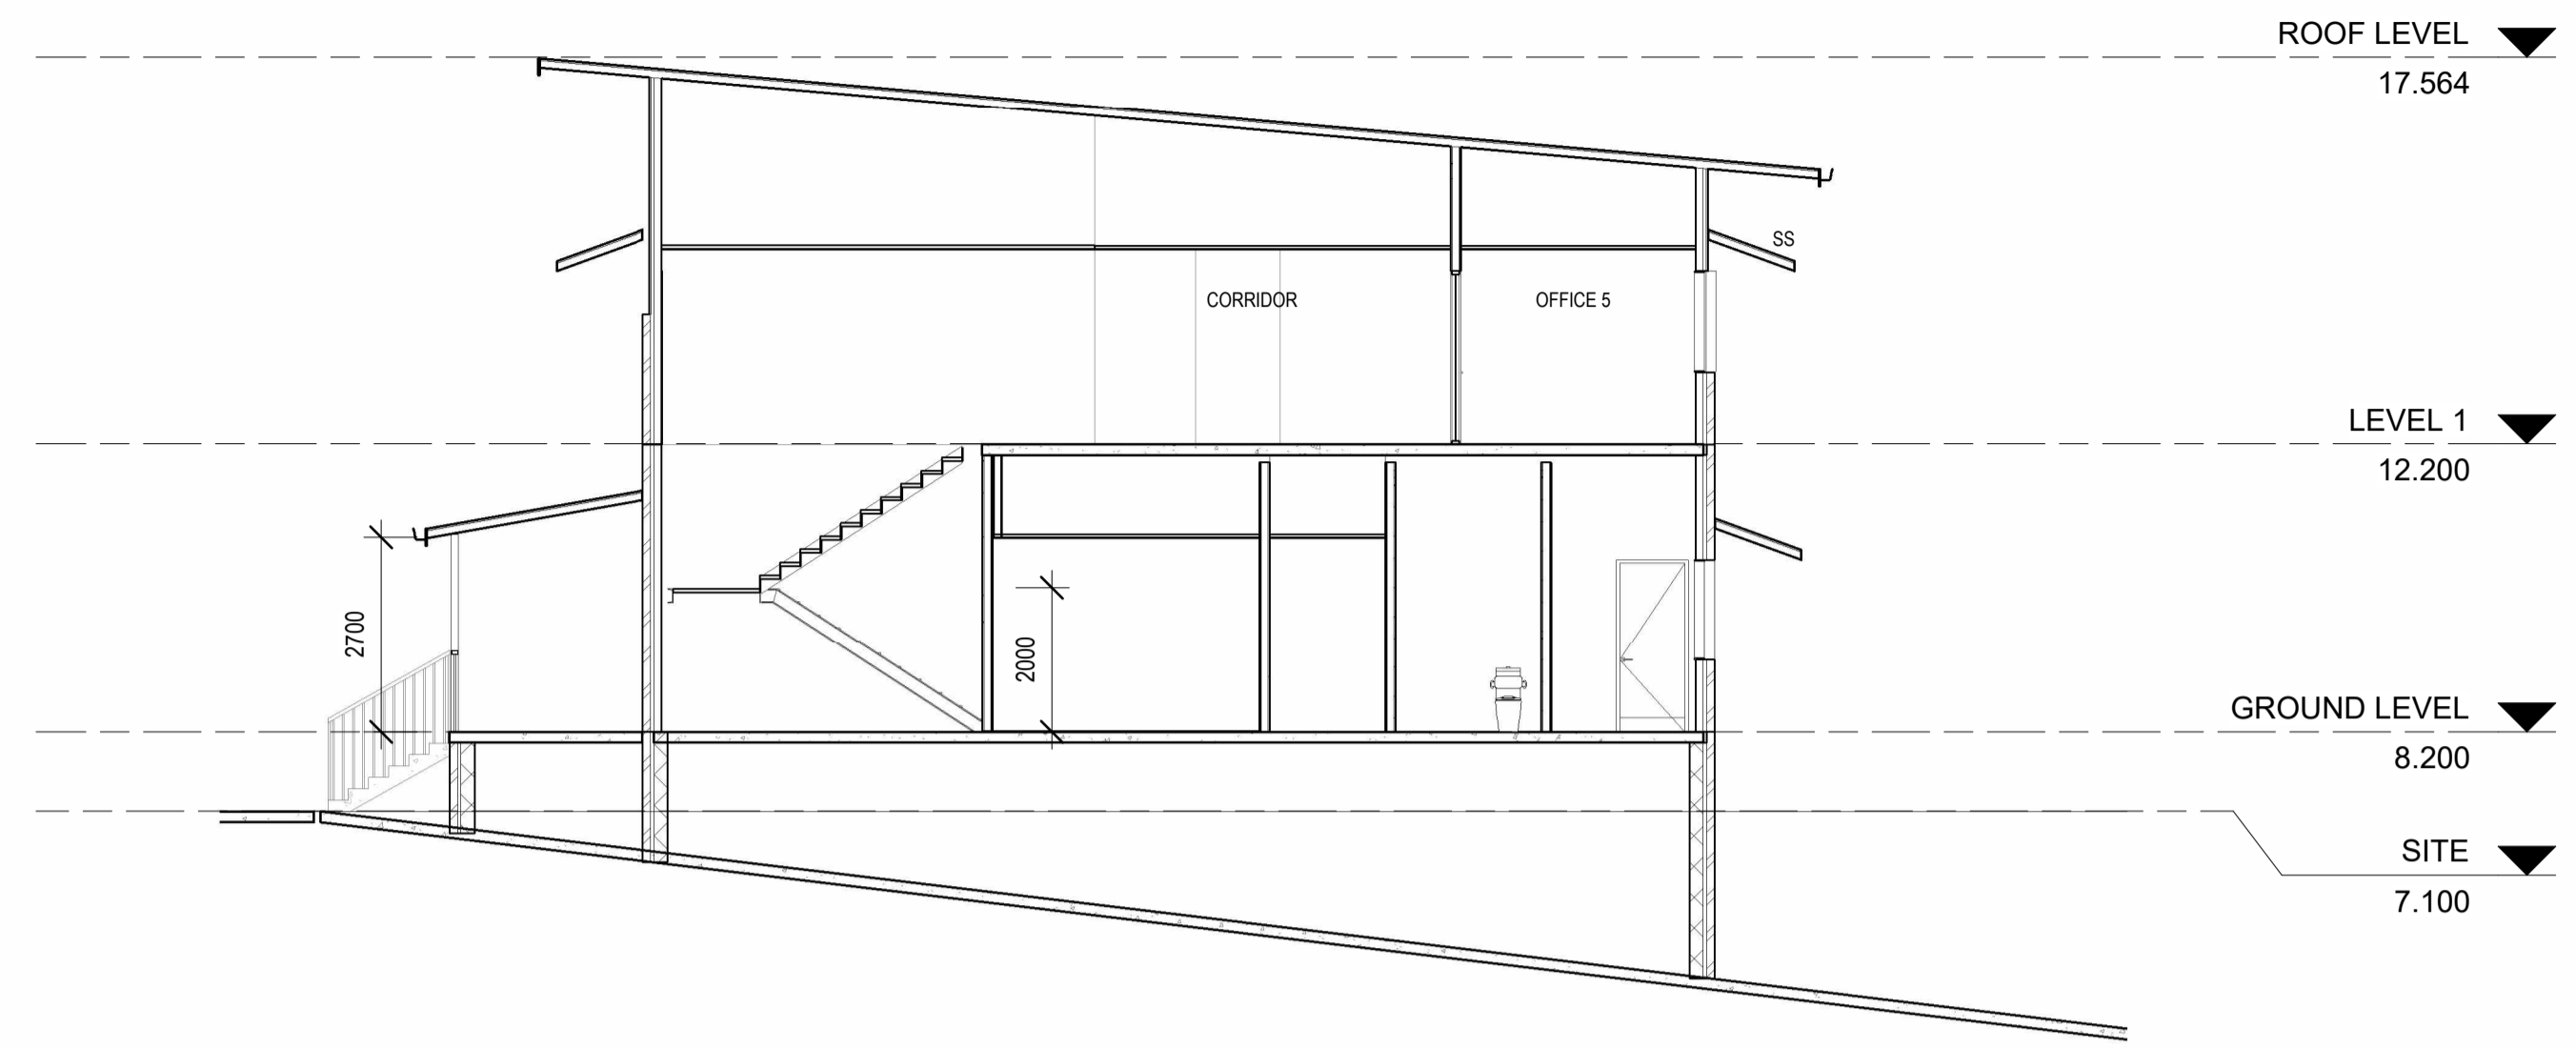 ROOF LEVEL
17.564
SS
CORRIDOR
OFFICE 5
LEVEL 1
12.200
2700
2000
GROUND LEVEL
8.200
SITE
7.100